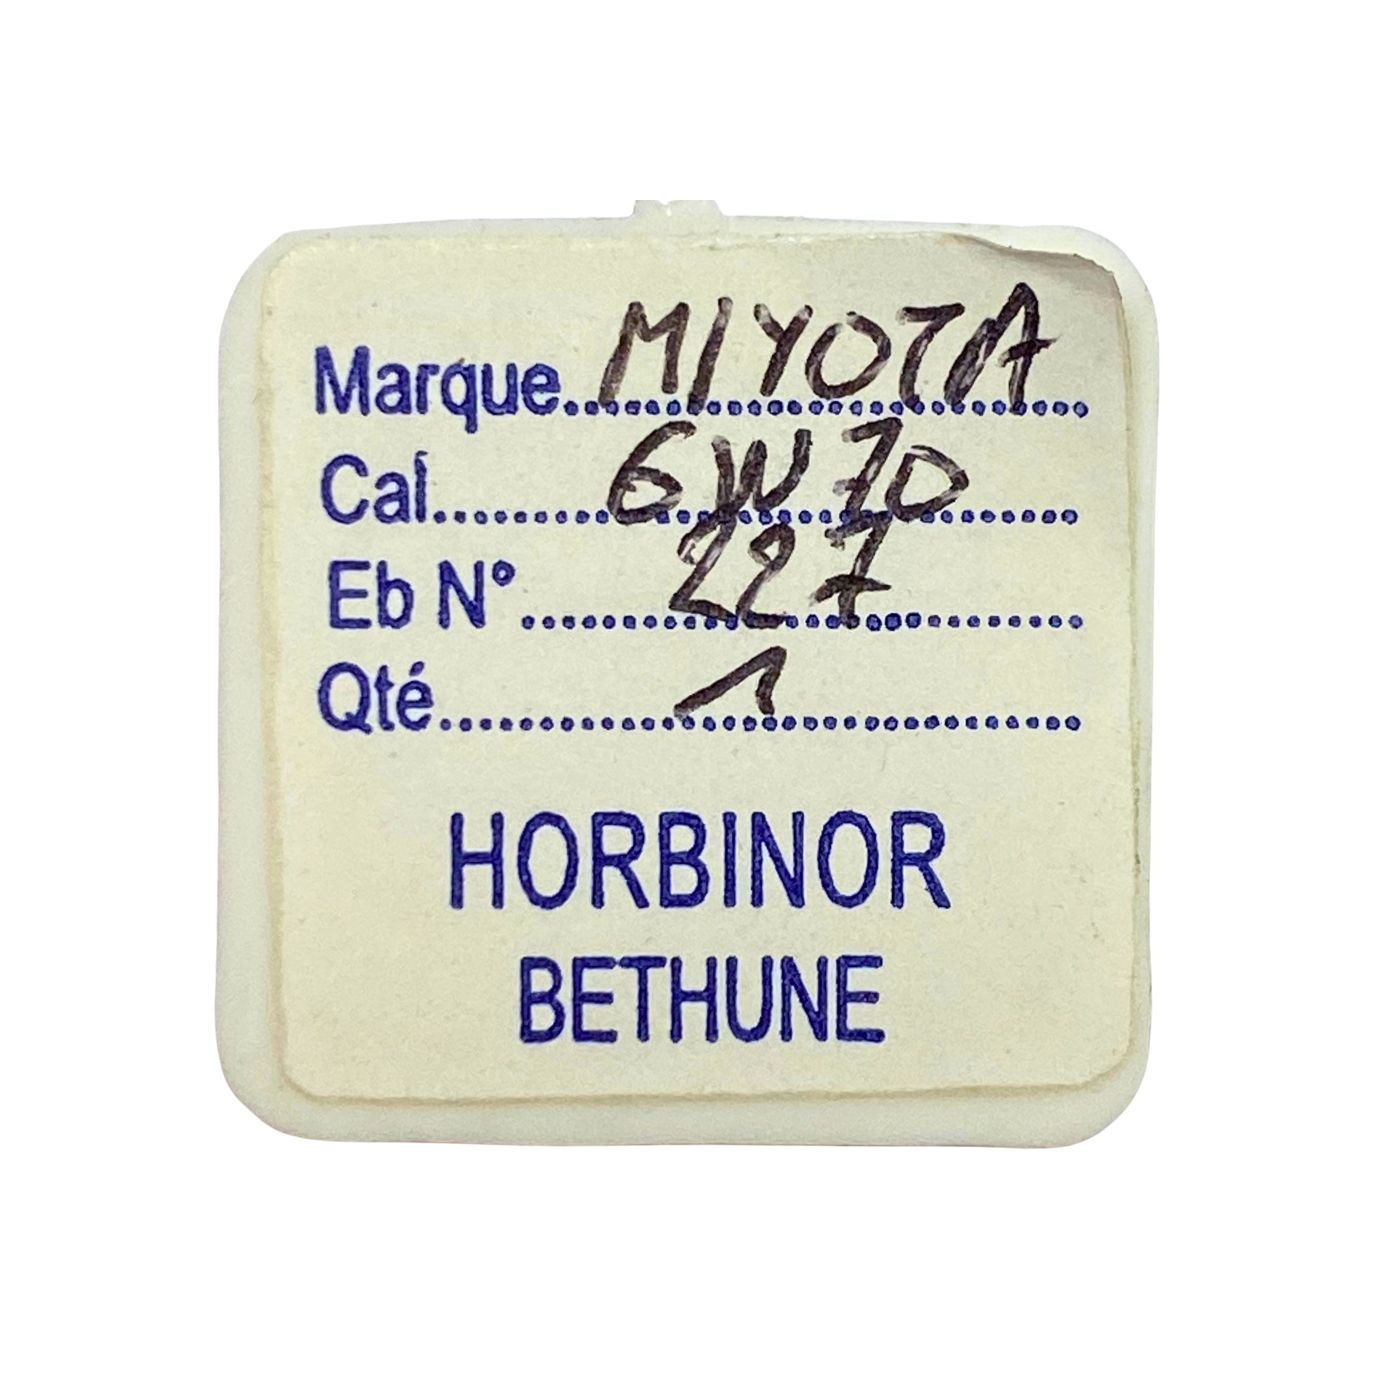 Marque MIYOTA
Cal 6W70
Eb N° 227
Qté 1
HORBINOR
BETHUNE